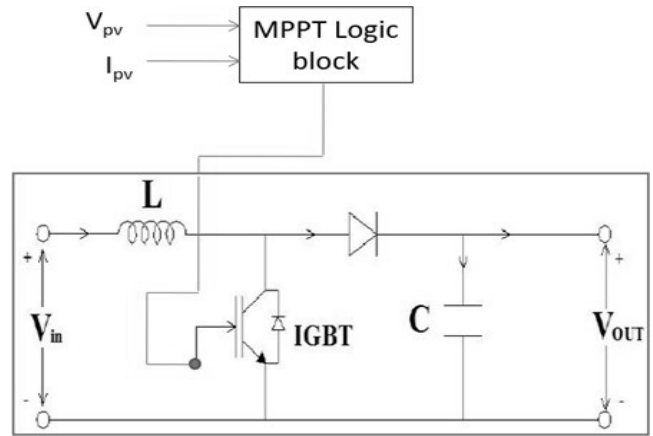 V_pv
I_pv
MPPT Logic
block
L
+
V_in
-
IGBT
C
+
V_OUT
-